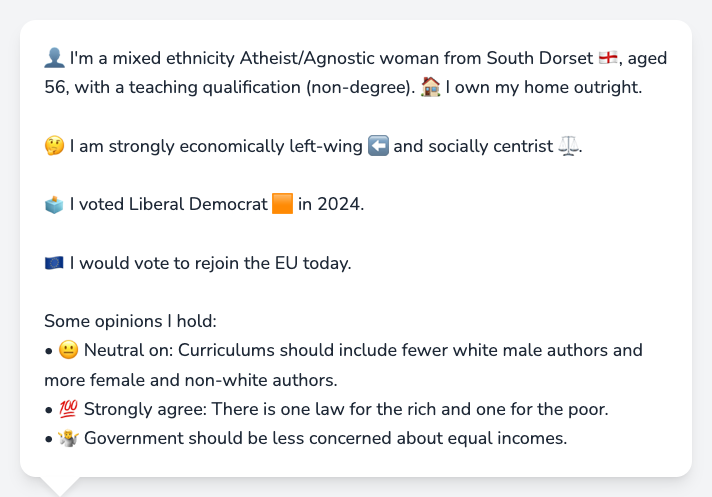 👤 I'm a mixed ethnicity Atheist/Agnostic woman from South Dorset 🏴󠁧󠁢󠁥󠁮󠁧󠁿, aged
56, with a teaching qualification (non-degree). 🏠 I own my home outright.
🤔 I am strongly economically left-wing ⬅️ and socially centrist ⚖️.
🗳️ I voted Liberal Democrat 🟧 in 2024.
🇪🇺 I would vote to rejoin the EU today.
Some opinions I hold:
• 😐 Neutral on: Curriculums should include fewer white male authors and
more female and non-white authors.
• 💯 Strongly agree: There is one law for the rich and one for the poor.
• 🤷‍♀️ Government should be less concerned about equal incomes.